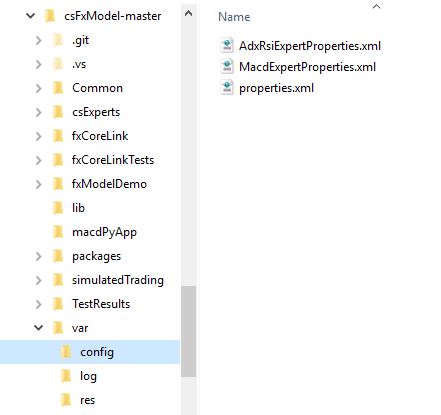 csFxModel-master
.git
.vs
Common
csExperts
fxCoreLink
fxCoreLinkTests
fxModelDemo
lib
macdPyApp
packages
simulatedTrading
TestResults
var
config
log
res
Name
AdxRsiExpertProperties.xml
MacdExpertProperties.xml
properties.xml